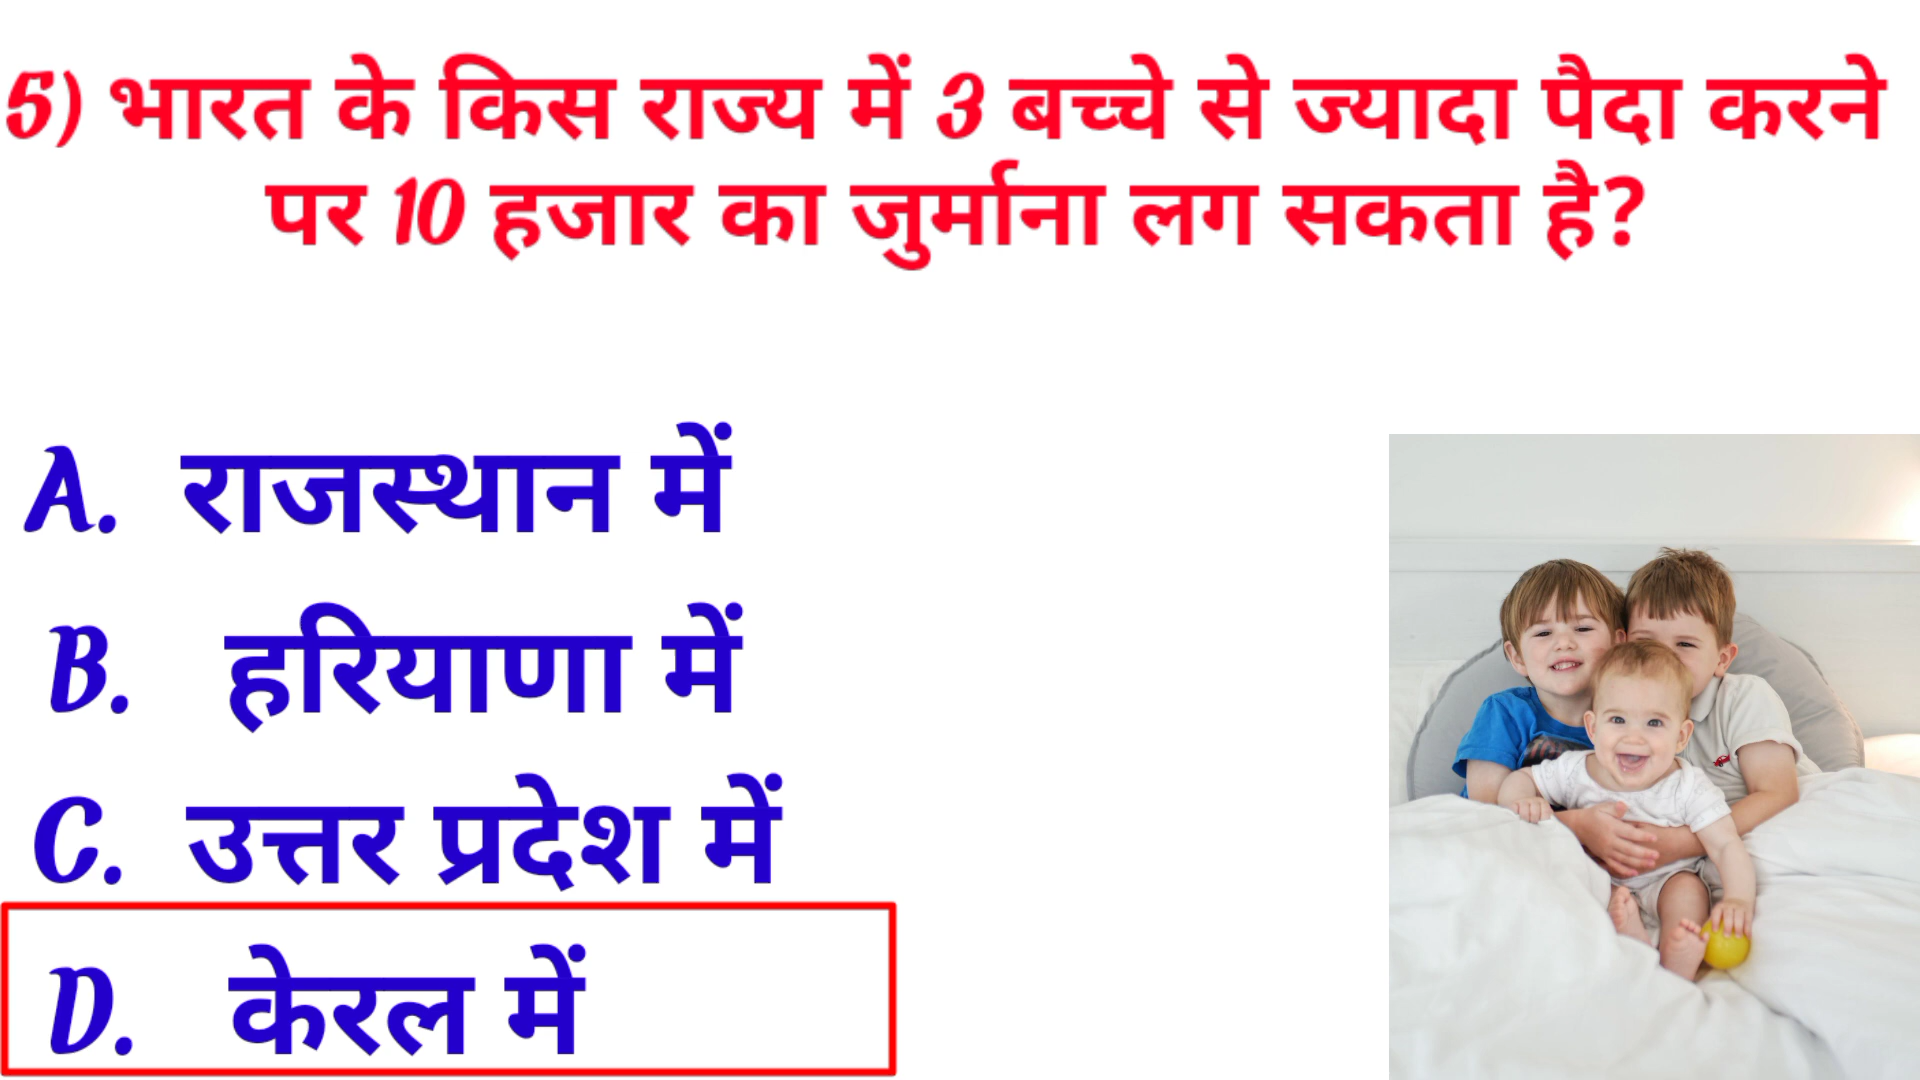 5) भारत के किस राज्य में 3 बच्चे से ज्यादा पैदा करने
पर 10 हजार का जुर्माना लग सकता है?
A. राजस्थान में
B. हरियाणा में
C. उत्तर प्रदेश में
D. केरल में